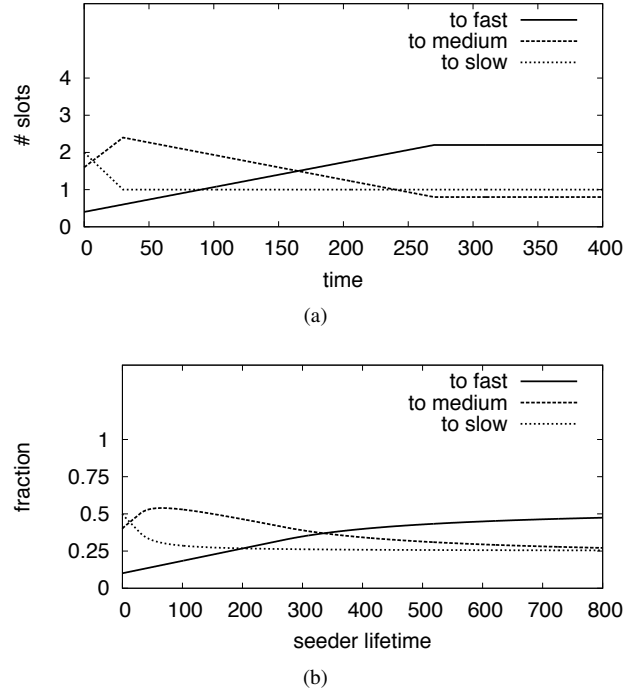 to fast
to medium
to slow
4
3
2
1
0
# slots
0 50 100 150 200 250 300 350 400
time
(a)
to fast
to medium
to slow
1
0.75
0.5
0.25
0
fraction
0 100 200 300 400 500 600 700 800
seeder lifetime
(b)